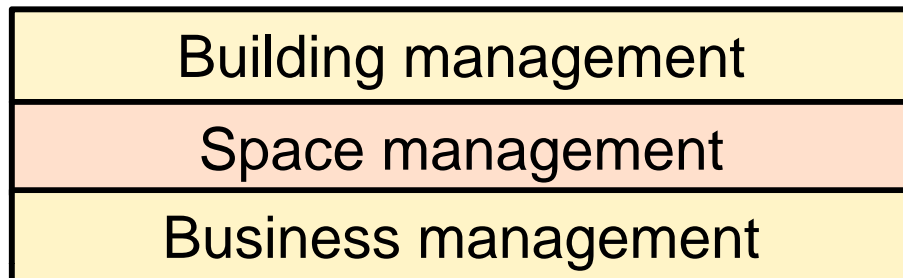 Building management
Space management
Business management